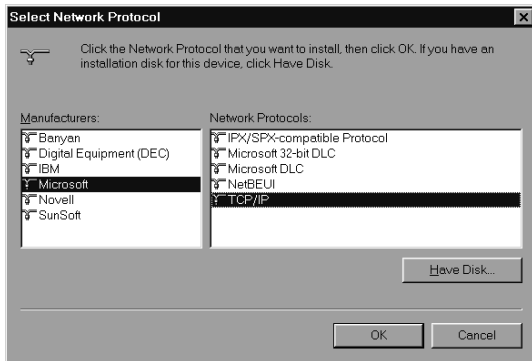 Select Network Protocol
Click the Network Protocol that you want to install, then click OK. If you have an
installation disk for this device, click Have Disk.
Manufacturers:
Banyan
Digital Equipment (DEC)
IBM
Microsoft
Novell
SunSoft
Network Protocols:
IPX/SPX-compatible Protocol
Microsoft 32-bit DLC
Microsoft DLC
NetBEUI
TCP/IP
Have Disk...
OK
Cancel